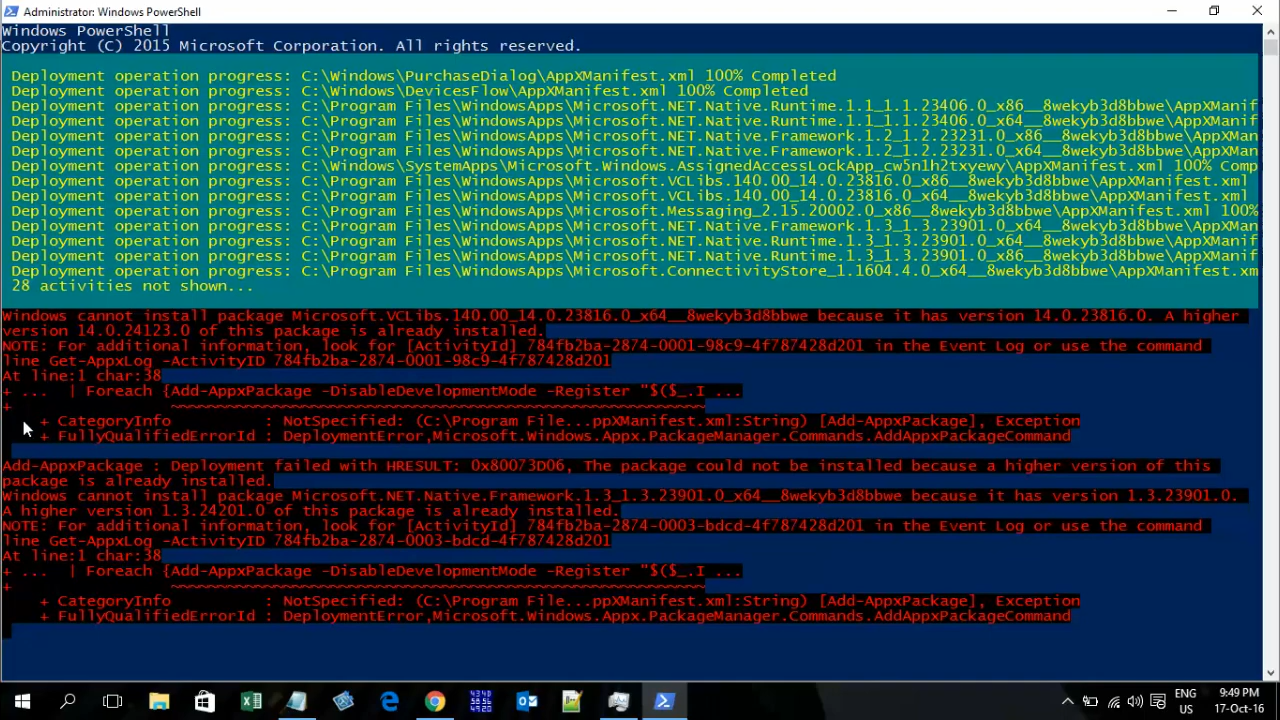 Administrator: Windows PowerShell
Windows PowerShell
Copyright (C) 2015 Microsoft Corporation. All rights reserved.
Deployment operation progress: C:\Windows\PurchaseDialog\AppXManifest.xml 100% Completed
Deployment operation progress: C:\Windows\DevicesFlow\AppXManifest.xml 100% Completed
Deployment operation progress: C:\Program Files\WindowsApps\Microsoft.NET.Native.Runtime.1.1_1.1.23406.0_x86__8wekyb3d8bbwe\AppXManif
Deployment operation progress: C:\Program Files\WindowsApps\Microsoft.NET.Native.Runtime.1.1_1.1.23406.0_x64__8wekyb3d8bbwe\AppXManif
Deployment operation progress: C:\Program Files\WindowsApps\Microsoft.NET.Native.Framework.1.2_1.2.23231.0_x86__8wekyb3d8bbwe\AppXMan
Deployment operation progress: C:\Program Files\WindowsApps\Microsoft.NET.Native.Framework.1.2_1.2.23231.0_x64__8wekyb3d8bbwe\AppXMan
Deployment operation progress: C:\Windows\SystemApps\Microsoft.Windows.AssignedAccessLockApp_cw5n1h2txyewy\AppXManifest.xml 100% Comp
Deployment operation progress: C:\Program Files\WindowsApps\Microsoft.VCLibs.140.00_14.0.23816.0_x86__8wekyb3d8bbwe\AppXManifest.xml
Deployment operation progress: C:\Program Files\WindowsApps\Microsoft.VCLibs.140.00_14.0.23816.0_x64__8wekyb3d8bbwe\AppXManifest.xml
Deployment operation progress: C:\Program Files\WindowsApps\Microsoft.Messaging_2.15.20002.0_x86__8wekyb3d8bbwe\AppXManifest.xml 100%
Deployment operation progress: C:\Program Files\WindowsApps\Microsoft.NET.Native.Framework.1.3_1.3.23901.0_x64__8wekyb3d8bbwe\AppXMan
Deployment operation progress: C:\Program Files\WindowsApps\Microsoft.NET.Native.Runtime.1.3_1.3.23901.0_x86__8wekyb3d8bbwe\AppXManif
Deployment operation progress: C:\Program Files\WindowsApps\Microsoft.NET.Native.Runtime.1.3_1.3.23901.0_x64__8wekyb3d8bbwe\AppXManif
Deployment operation progress: C:\Program Files\WindowsApps\Microsoft.ConnectivityStore_1.1604.4.0_x64__8wekyb3d8bbwe\AppXManifest.xm
28 activities not shown...
Windows cannot install package Microsoft.VCLibs.140.00_14.0.23816.0_x64__8wekyb3d8bbwe because it has version 14.0.23816.0. A higher
version 14.0.24123.0 of this package is already installed.
NOTE: For additional information, look for [ActivityId] 784fb2ba-2874-0001-98c9-4f787428d201 in the Event Log or use the command
line Get-AppxLog -ActivityID 784fb2ba-2874-0001-98c9-4f787428d201
At line:1 char:38
+ ...  | Foreach {Add-AppxPackage -DisableDevelopmentMode -Register "$($_.I ...
+                 ~~~~~~~~~~~~~~~~~~~~~~~~~~~~~~~~~~~~~~~~~~~~~~~~~~~~~~~~~
+ CategoryInfo          : NotSpecified: (C:\Program File...ppXManifest.xml:String) [Add-AppxPackage], Exception
+ FullyQualifiedErrorId : DeploymentError,Microsoft.Windows.Appx.PackageManager.Commands.AddAppxPackageCommand
Add-AppxPackage : Deployment failed with HRESULT: 0x80073D06, The package could not be installed because a higher version of this
package is already installed.
Windows cannot install package Microsoft.NET.Native.Framework.1.3_1.3.23901.0_x64__8wekyb3d8bbwe because it has version 1.3.23901.0.
A higher version 1.3.24201.0 of this package is already installed.
NOTE: For additional information, look for [ActivityId] 784fb2ba-2874-0003-bdcd-4f787428d201 in the Event Log or use the command
line Get-AppxLog -ActivityID 784fb2ba-2874-0003-bdcd-4f787428d201
At line:1 char:38
+ ...  | Foreach {Add-AppxPackage -DisableDevelopmentMode -Register "$($_.I ...
+                 ~~~~~~~~~~~~~~~~~~~~~~~~~~~~~~~~~~~~~~~~~~~~~~~~~~~~~~~~~
+ CategoryInfo          : NotSpecified: (C:\Program File...ppXManifest.xml:String) [Add-AppxPackage], Exception
+ FullyQualifiedErrorId : DeploymentError,Microsoft.Windows.Appx.PackageManager.Commands.AddAppxPackageCommand
ENG
US
9:49 PM
17-Oct-16